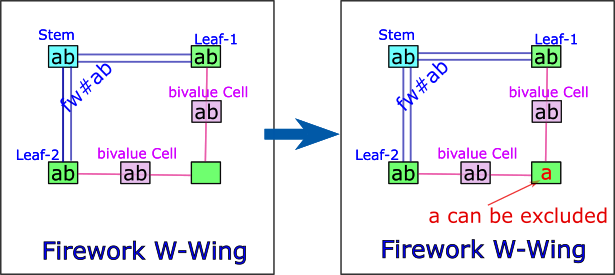 Stem
ab
Leaf-1
ab
fw#ab
bivalue Cell
ab
Leaf-2
bivalue Cell
ab
ab
Firework W-Wing
Stem
ab
Leaf-1
ab
fw#ab
bivalue Cell
ab
Leaf-2
bivalue Cell
ab
ab
a
a can be excluded
Firework W-Wing